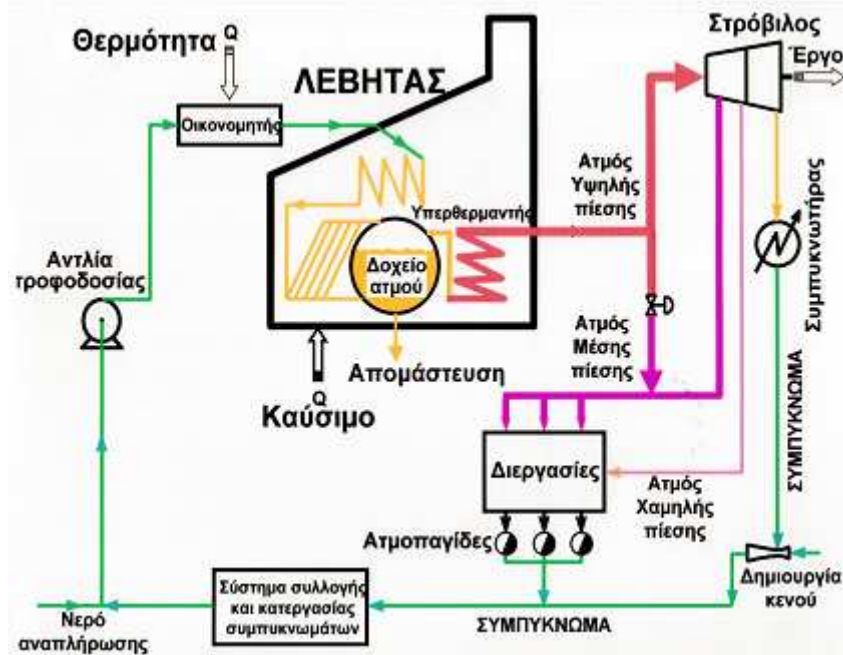 Στρόβιλος
Θερμότητα Q
Έργο
ΛΕΒΗΤΑΣ
Οικονομητής
Ατμός
Υψηλής
πίεσης
Υπερθερμαντής
Συμπυκνωτήρας
Αντλία
τροφοδοσίας
Δοχείο
ατμού
Ατμός
Μέσης
πίεσης
Απομάστευση
Q
Καύσιμο
ΣΥΜΠΥΚΝΩΜΑ
Διεργασίες
Ατμός
Χαμηλής
πίεσης
Ατμοπαγίδες
Δημιουργία
κενού
Σύστημα συλλογής
και κατεργασίας
συμπυκνωμάτων
ΣΥΜΠΥΚΝΩΜΑ
Νερό
αναπλήρωσης